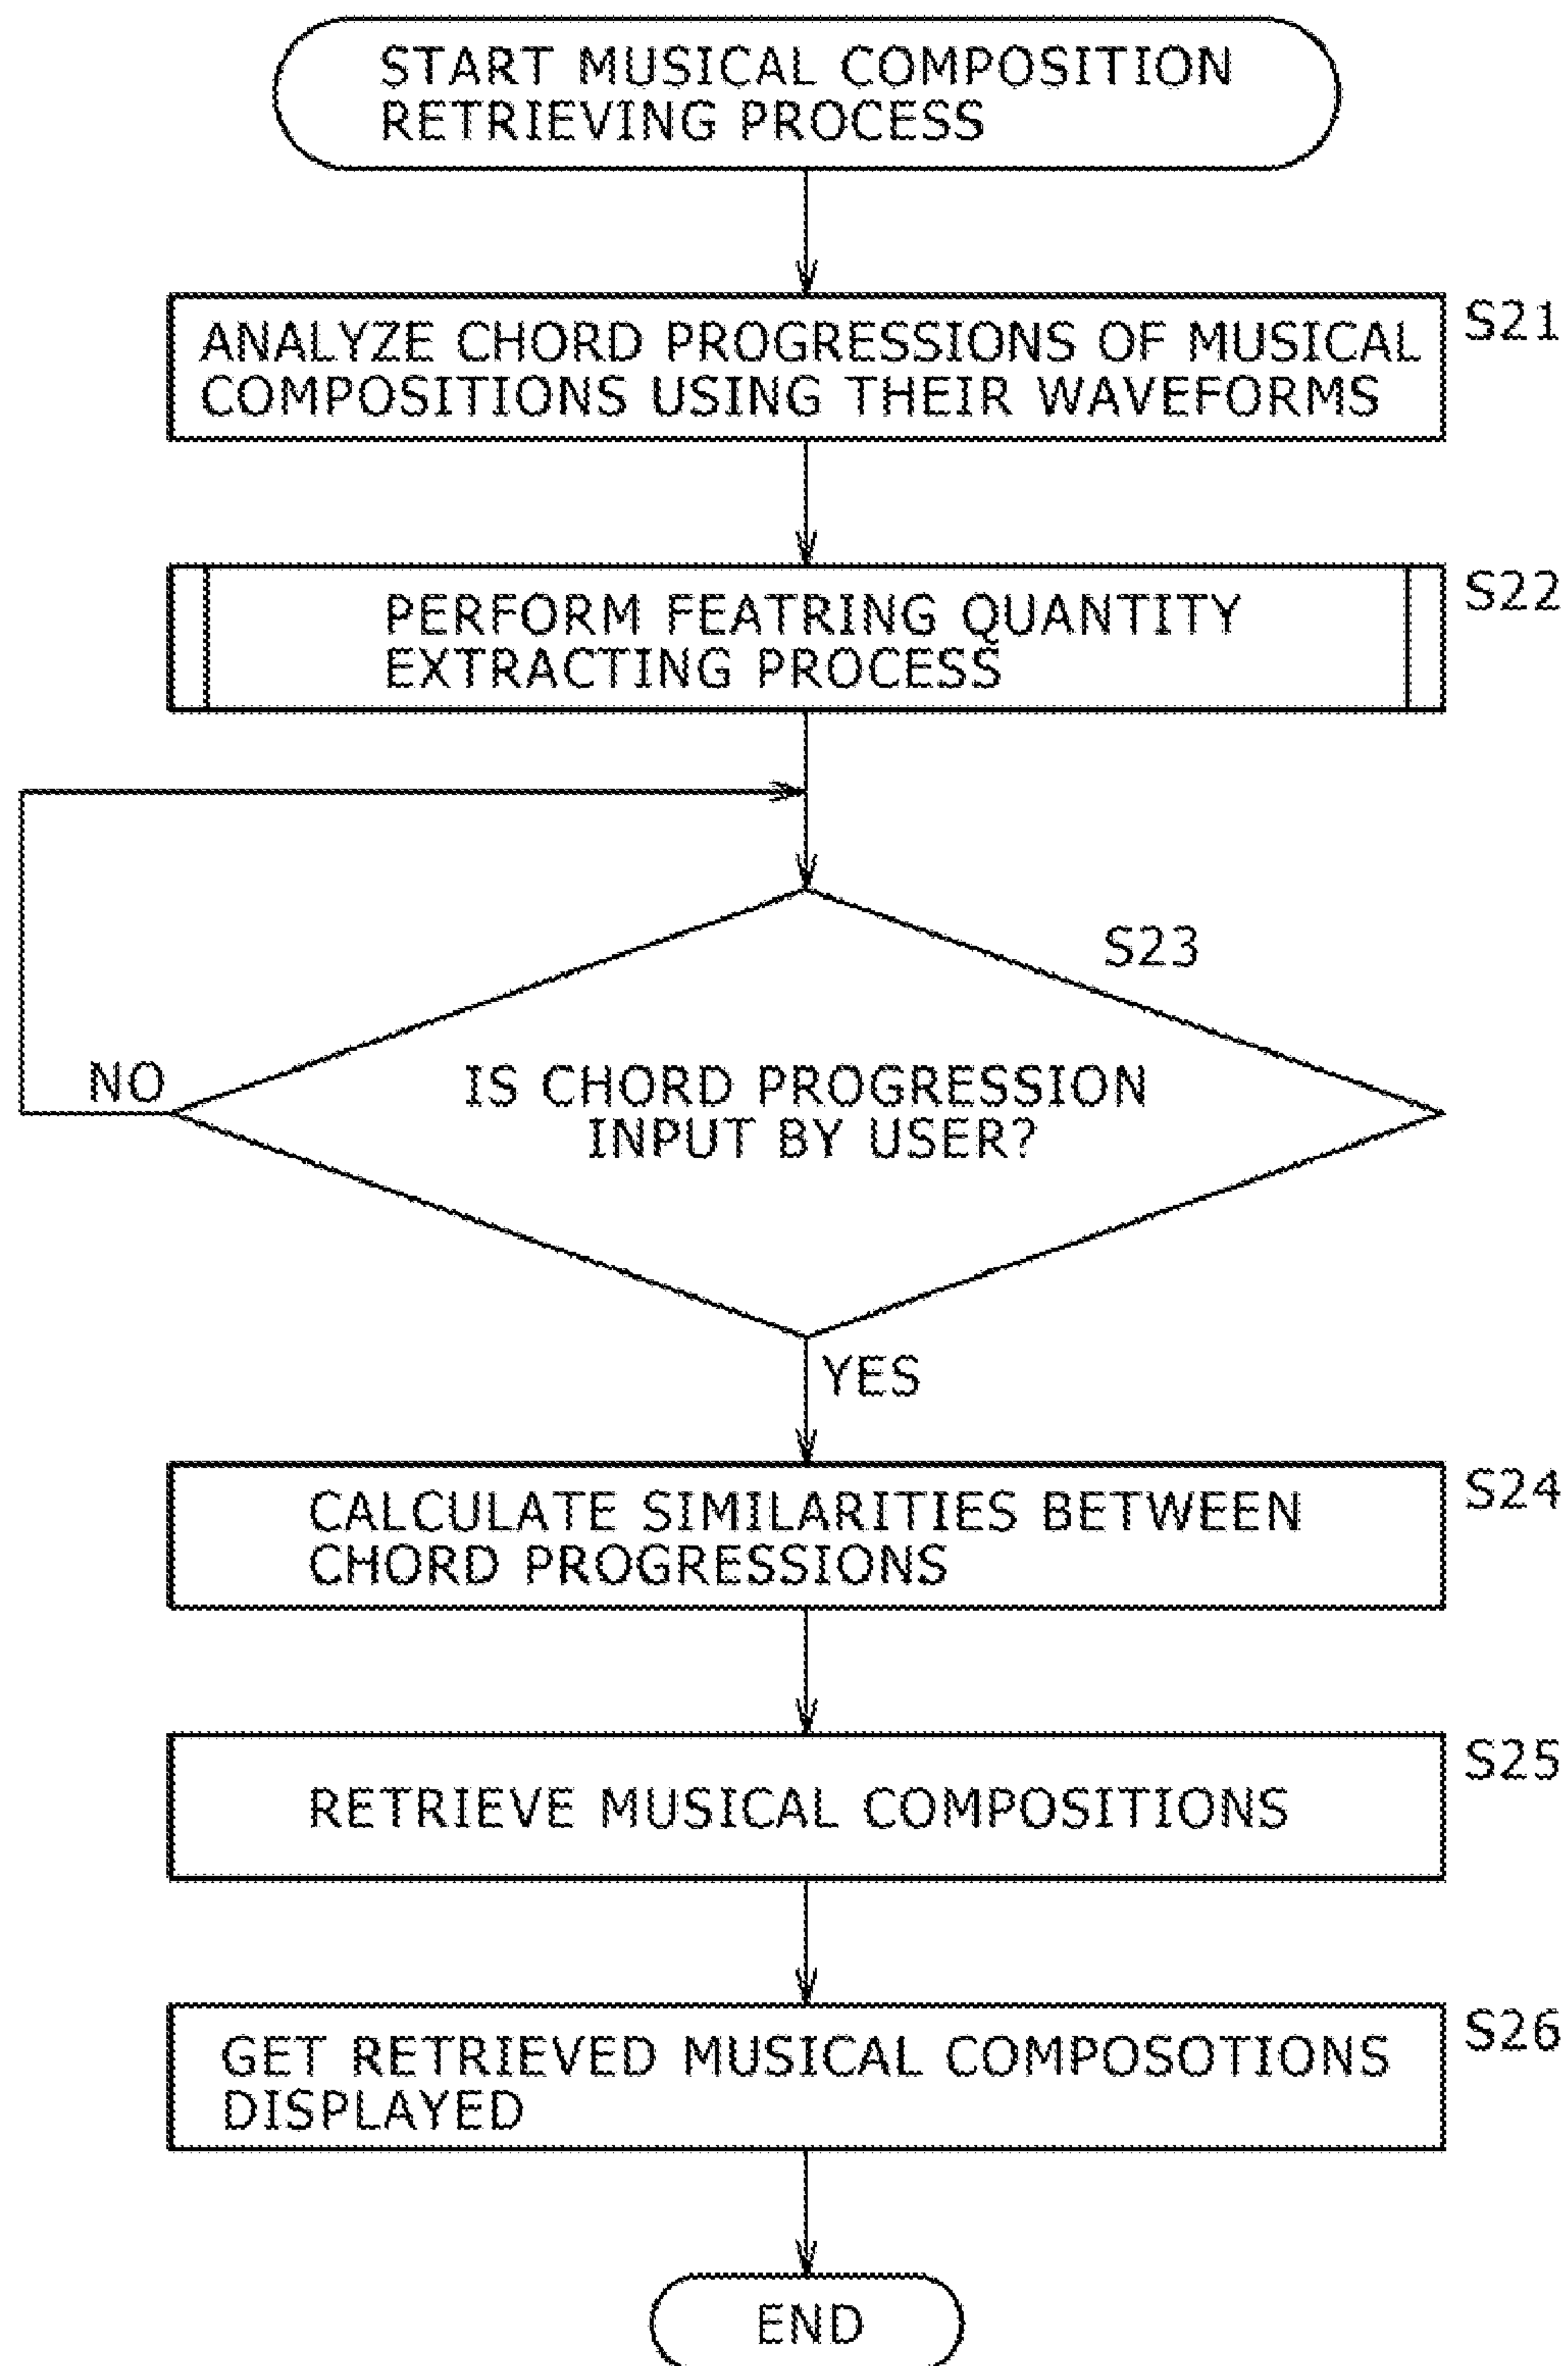 START MUSICAL COMPOSITION
RETRIEVING PROCESS
S21
ANALYZE CHORD PROGRESSIONS OF MUSICAL
COMPOSITIONS USING THEIR WAVEFORMS
S22
PERFORM FEATRING QUANTITY
EXTRACTING PROCESS
S23
NO
IS CHORD PROGRESSION
INPUT BY USER?
YES
S24
CALCULATE SIMILARITIES BETWEEN
CHORD PROGRESSIONS
S25
RETRIEVE MUSICAL COMPOSITIONS
S26
GET RETRIEVED MUSICAL COMPOSOTIONS
DISPLAYED
END